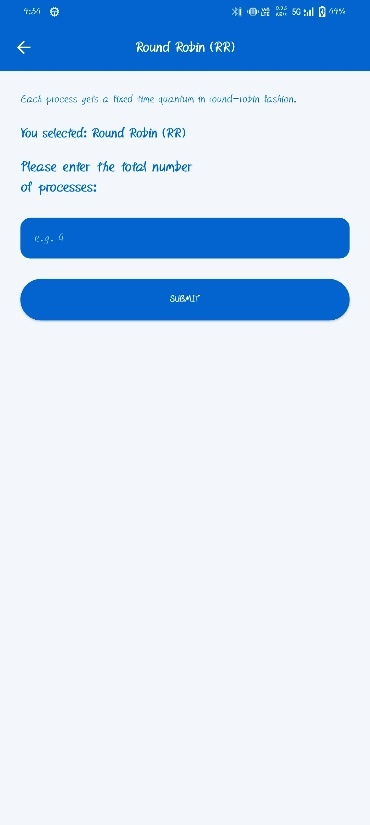 Round Robin (RR)
Each process gets a fixed time quantum in round-robin fashion.
You selected: Round Robin (RR)
Please enter the total number
of processes:
SUBMIT